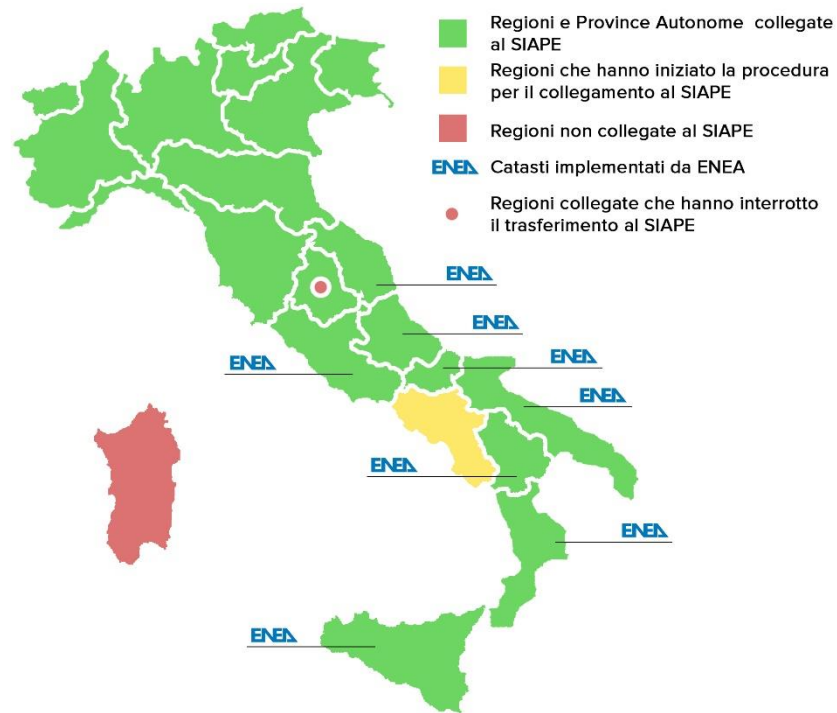 Regioni e Province Autonome collegate
al SIAPE
Regioni che hanno iniziato la procedura
per il collegamento al SIAPE
Regioni non collegate al SIAPE
ENEA Catasti implementati da ENEA
Regioni collegate che hanno interrotto
il trasferimento al SIAPE
ENEA
ENEA
ENEA
ENEA
ENEA
ENEA
ENEA
ENEA